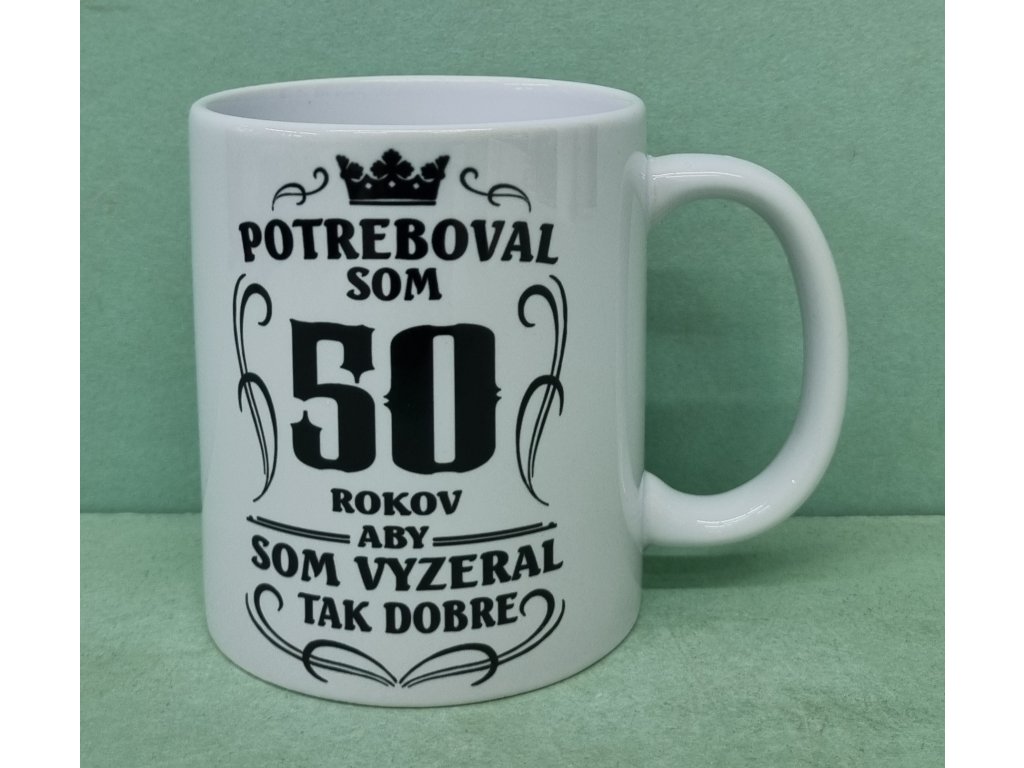 POTREBOVAL
SOM
50
ROKOV
ABY
SOM VYZERAL
TAK DOBRE